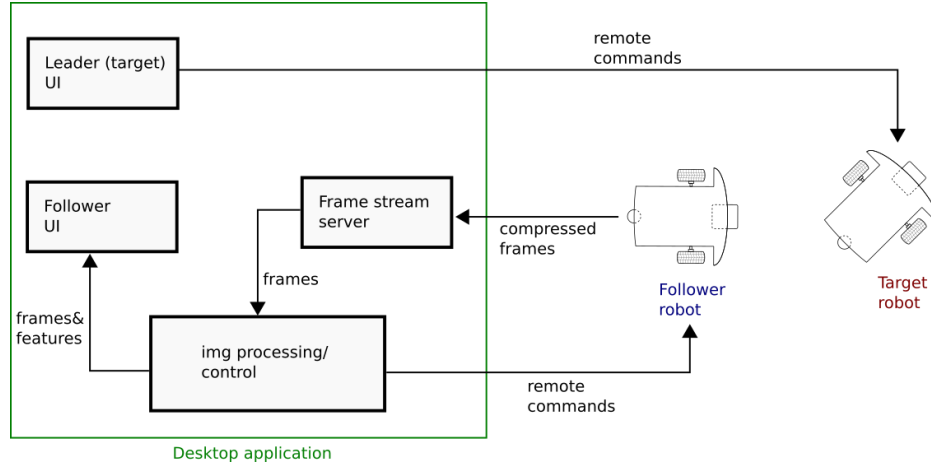 remote
commands
Leader (target)
UI
Follower
UI
Frame stream
server
compressed
frames
frames
Follower
robot
Target
robot
frames&
features
img processing/
control
remote
commands
Desktop application